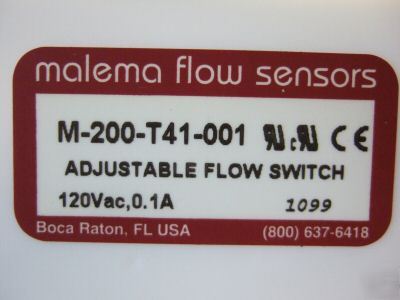 malema flow sensors
M-200-T41-001 CE
ADJUSTABLE FLOW SWITCH
120Vac,0.1A 1099
Boca Raton, FL USA (800) 637-6418